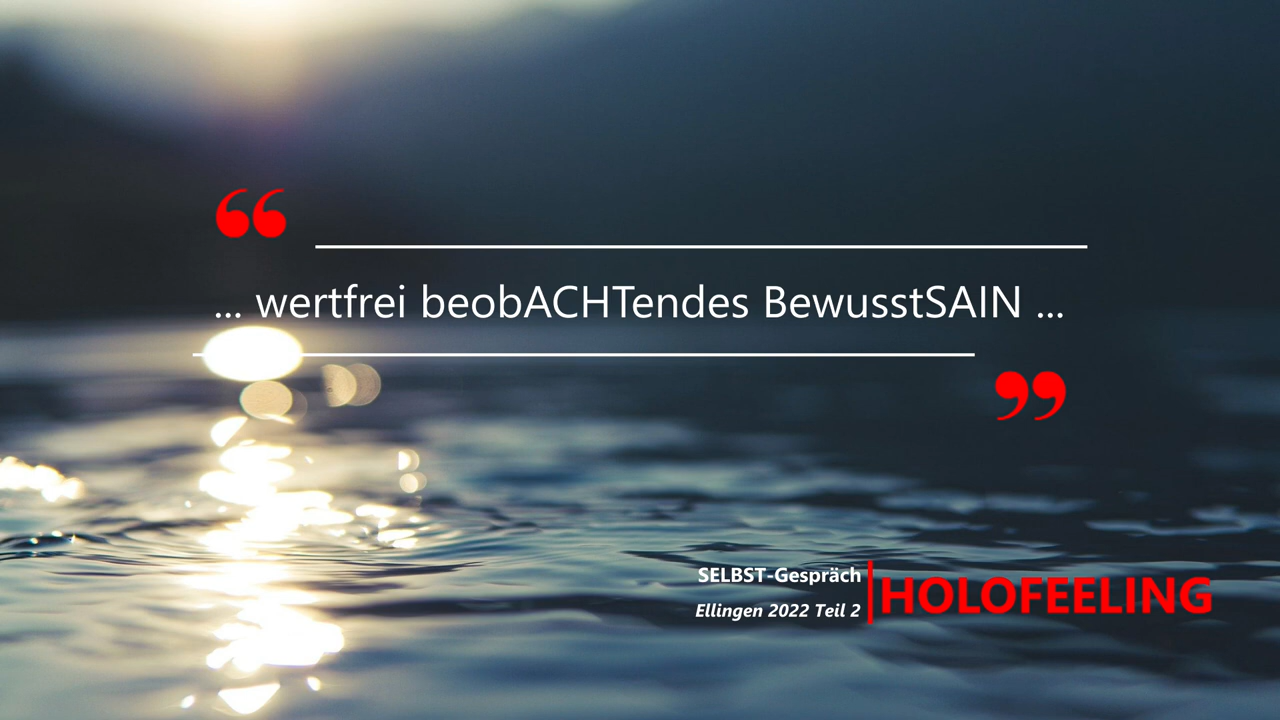 “
... wertfrei beobACHTendes BewusstSAIN ...
”
SELBST-Gespräch
Ellingen 2022 Teil 2
HOLOFEELING